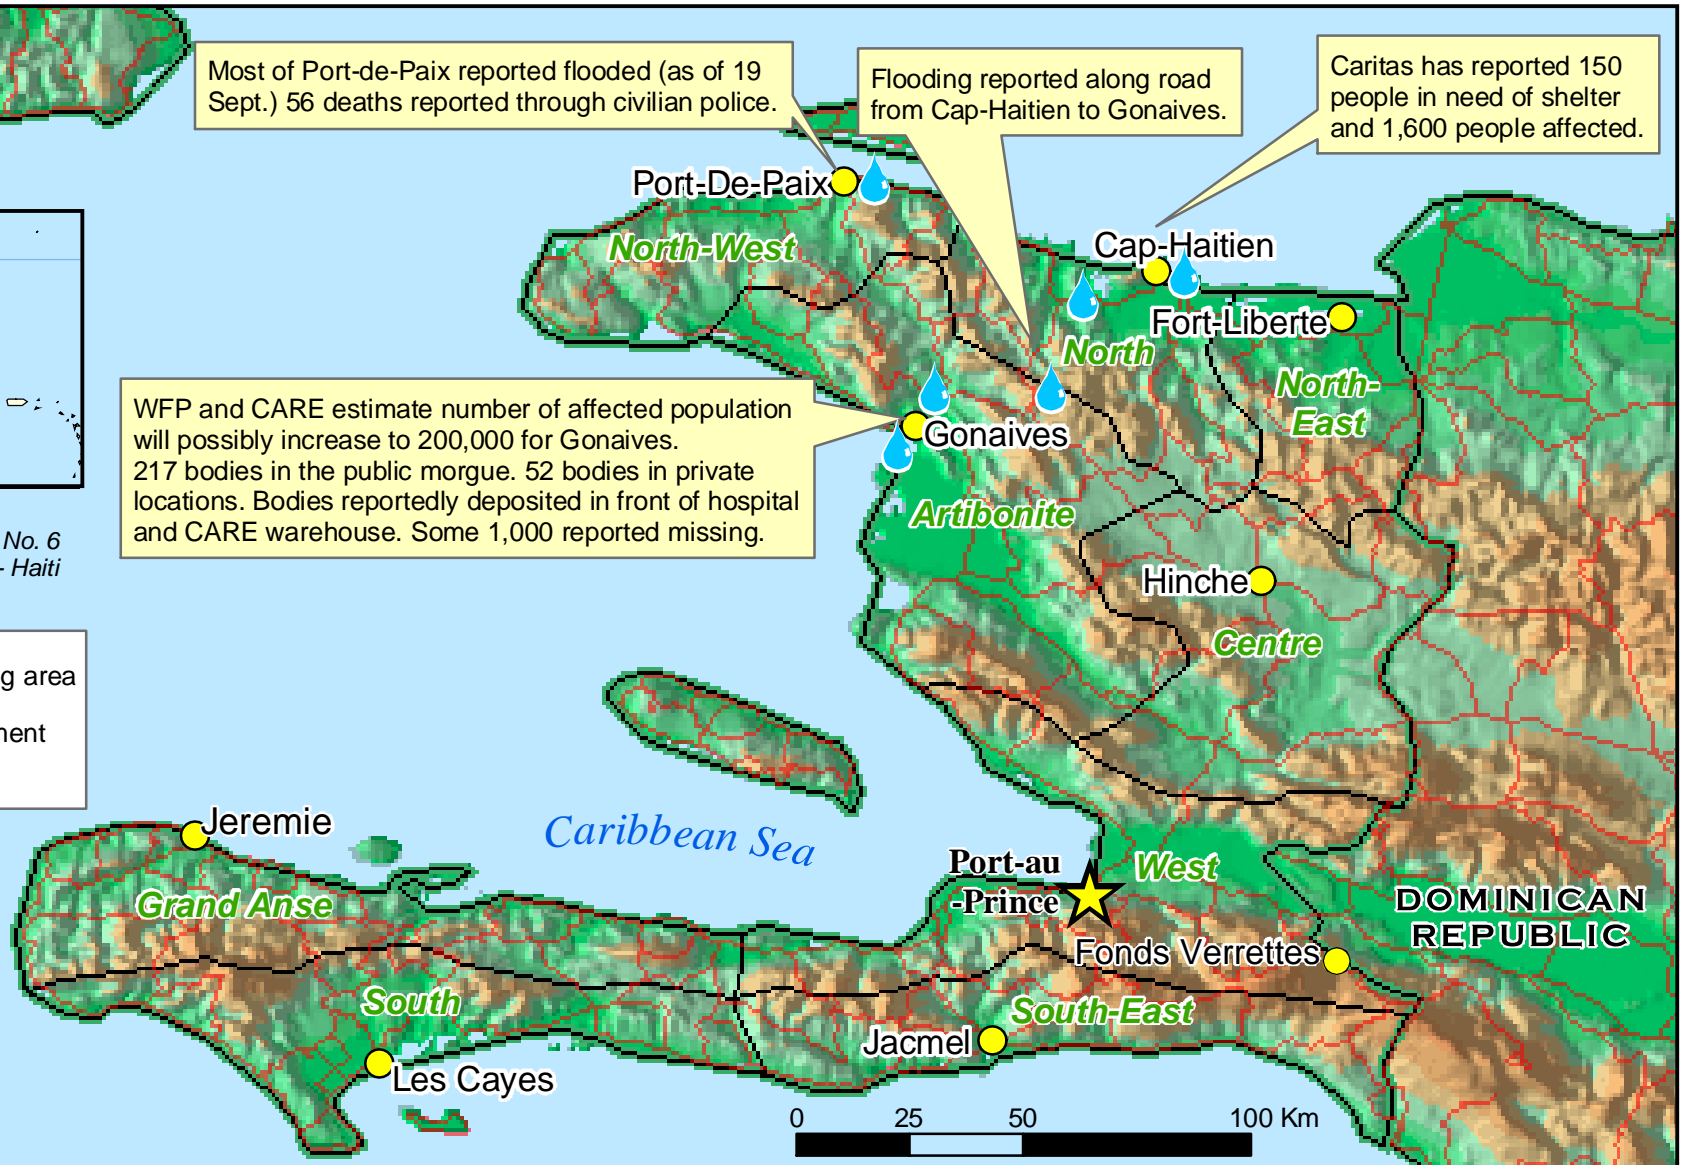 Most of Port-de-Paix reported flooded (as of 19
Sept.) 56 deaths reported through civilian police.
Flooding reported along road
from Cap-Haitien to Gonaives.
Caritas has reported 150
people in need of shelter
and 1,600 people affected.
Port-De-Paix
North-West
Cap-Haitien
Fort-Liberte
North
North-
East
WFP and CARE estimate number of affected population
will possibly increase to 200,000 for Gonaives.
217 bodies in the public morgue. 52 bodies in private
locations. Bodies reportedly deposited in front of hospital
and CARE warehouse. Some 1,000 reported missing.
Gonaives
Artibonite
No. 6
- Haiti
Hinche
Centre
g area
ment
Jeremie
Caribbean Sea
Port-au
-Prince
West
Grand Anse
DOMINICAN
REPUBLIC
Fonds Verrettes
South
South-East
Jacmel
Les Cayes
0 25 50 100 Km